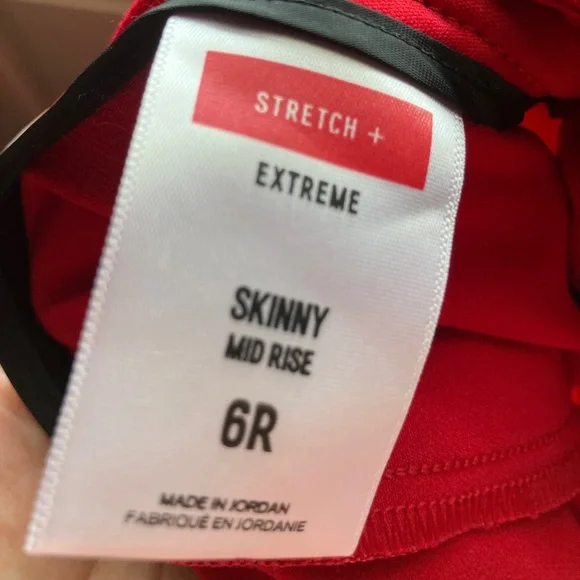 STRETCH +
EXTREME
SKINNY
MID RISE
6R
MADE IN JORDAN
FABRIQUÉ EN JORDANIE